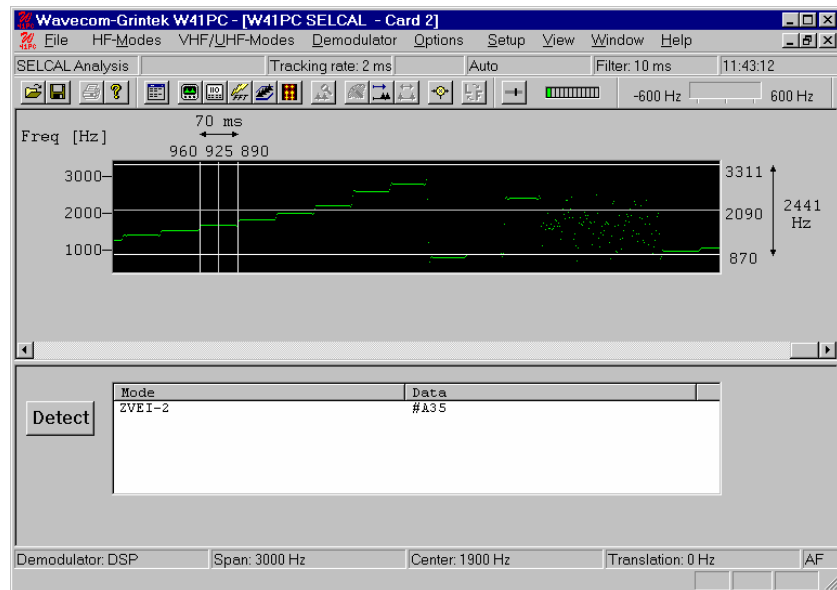 Wavecom-Grintek W41PC - [W41PC SELCAL - Card 2]
File HF-Modes VHF/UHF-Modes Demodulator Options Setup View Window Help
SELCAL Analysis Tracking rate: 2 ms Auto Filter: 10 ms 11:43:12
-600 Hz 600 Hz
70 ms
Freq [Hz]
960 925 890
3000 3311
2000 2090 2441 Hz
1000 870
Mode Data
ZVEI-2 #A35
Detect
Demodulator: DSP Span: 3000 Hz Center: 1900 Hz Translation: 0 Hz AF